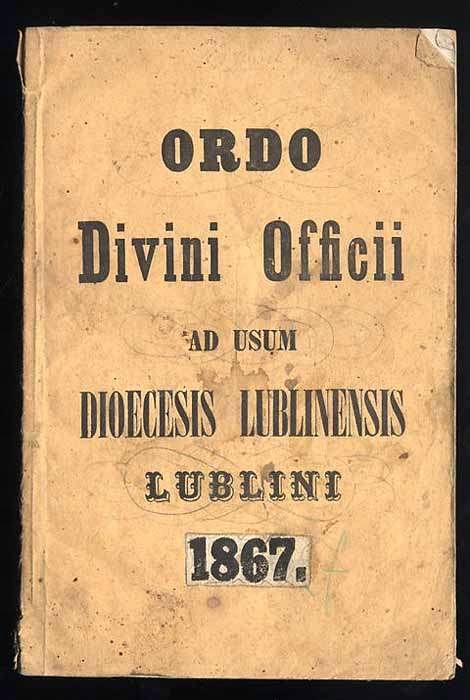 ORDO
Divini Officii
AD USUM
DIOECESIS LUBLINENSIS
LUBLINI
1867.